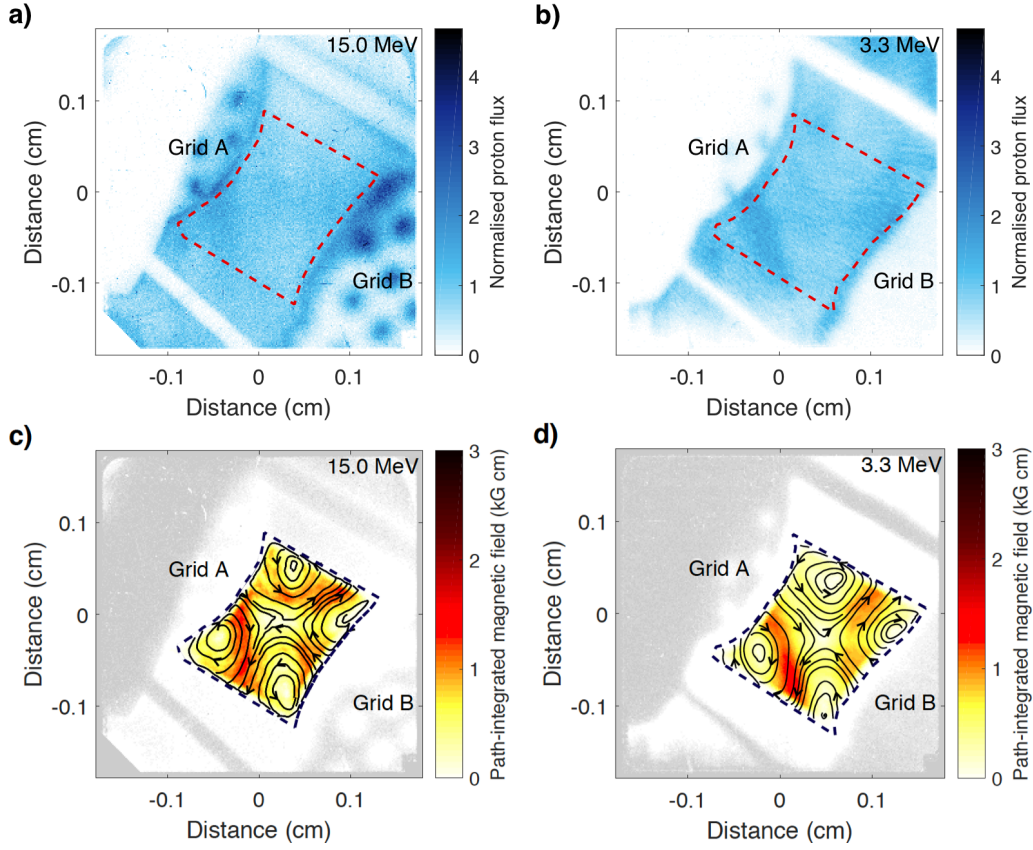 a)
15.0 MeV
Grid A
Grid B
0.1
0
-0.1
-0.1
0
0.1
Distance (cm)
Distance (cm)
4
3
2
1
0
Normalised proton flux
b)
3.3 MeV
Grid A
Grid B
0.1
0
-0.1
-0.1
0
0.1
Distance (cm)
Distance (cm)
4
3
2
1
0
Normalised proton flux
c)
15.0 MeV
Grid A
Grid B
0.1
0
-0.1
-0.1
0
0.1
Distance (cm)
Distance (cm)
3
2
1
0
Path-integrated magnetic field (kG cm)
d)
3.3 MeV
Grid A
Grid B
0.1
0
-0.1
-0.1
0
0.1
Distance (cm)
Distance (cm)
3
2
1
0
Path-integrated magnetic field (kG cm)